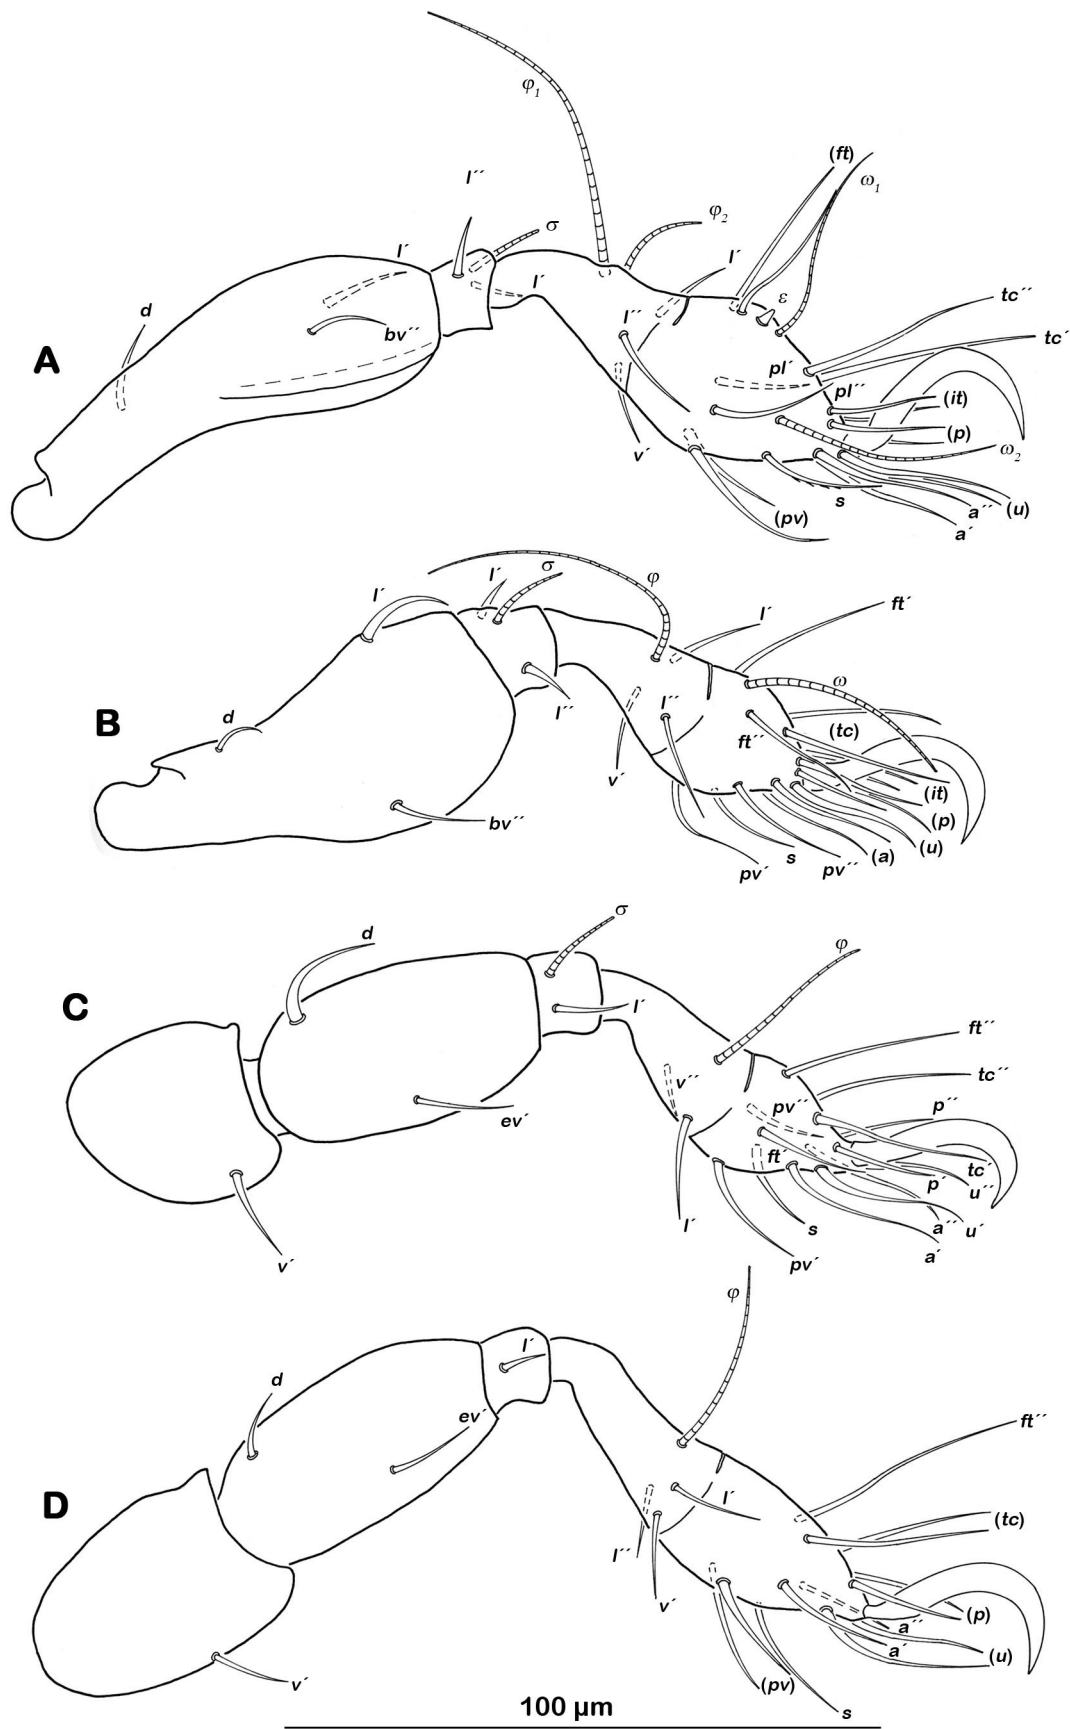 φ1
(ft)
ω1
l´´
φ2
σ
l´
l´
l´
ε
tc´´
d
bv´´
l´´
tc´
A
pl´
pl´´
(it)
(p)
v´
ω2
s
(pv)
a´´
(u)
a´
l´
σ
φ
l´
ft´
l´
d
l´´
ω
B
ft´´
(tc)
v´
(it)
bv´´
(p)
(u)
s
(a)
pv´
pv´´
σ
d
φ
C
l´
ft´´
v´´
tc´´
pv´´
p´´
ev´
ft´
tc´
p´
u´´
l´
s
a´´
u´
a´
v´
pv´
φ
l´
d
ev´
ft´´
D
l´
(tc)
l´´
v´
(p)
a´´
a´
(u)
v´
(pv)
s
100 µm